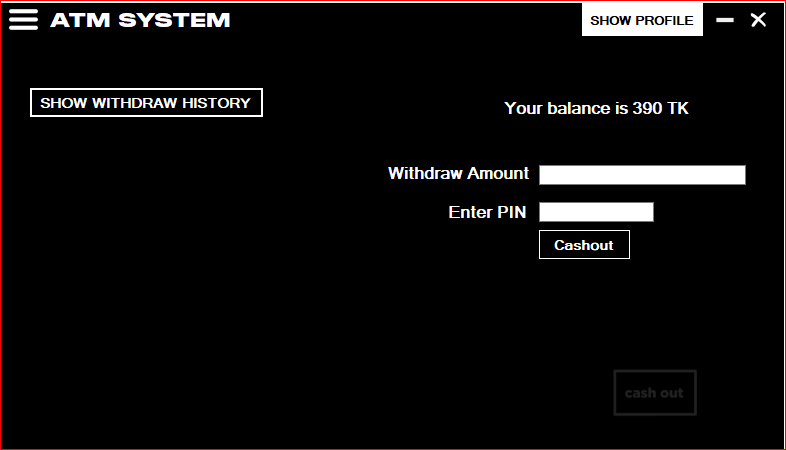 ATM SYSTEM
SHOW PROFILE
SHOW WITHDRAW HISTORY
Your balance is 390 TK
Withdraw Amount
Enter PIN
Cashout
cash out